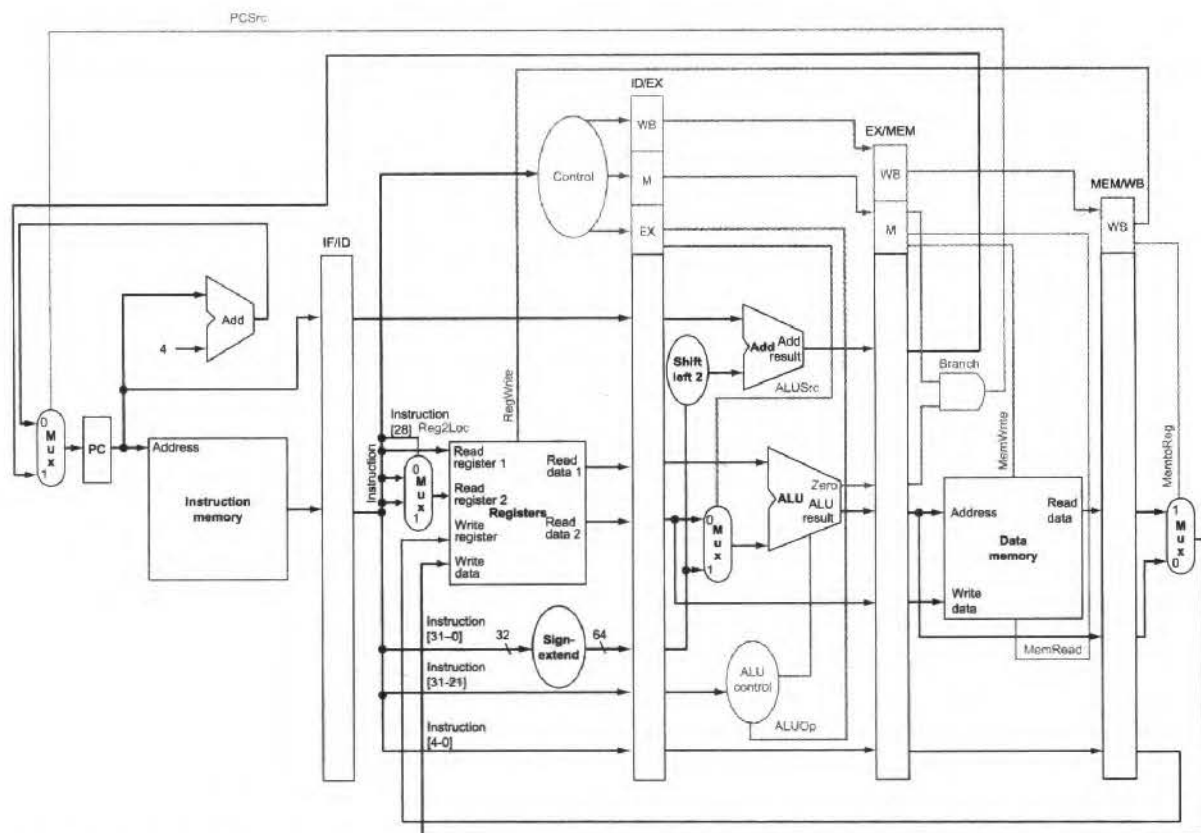 PCSrc
ID/EX
WB
EX/MEM
Control
M
WB
MEM/WB
EX
M
WB
IF/ID
Add
4
Shift
left 2
Add
Add
result
ALUSrc
Branch
RegWrite
MemWrite
MemtoReg
0
M
u
x
1
PC
Address
Instruction
memory
Instruction
Instruction
[28]
Reg2Loc
0
M
u
x
1
Read
register 1
Read
register 2
Write
register
Write
data
Registers
Read
data 1
Read
data 2
0
M
u
x
1
Zero
ALU
ALU
result
Address
Read
data
Data
memory
Write
data
1
M
u
x
0
MemRead
Instruction
[31–0]
32
Sign-
extend
64
Instruction
[31-21]
ALU
control
ALUOp
Instruction
[4-0]